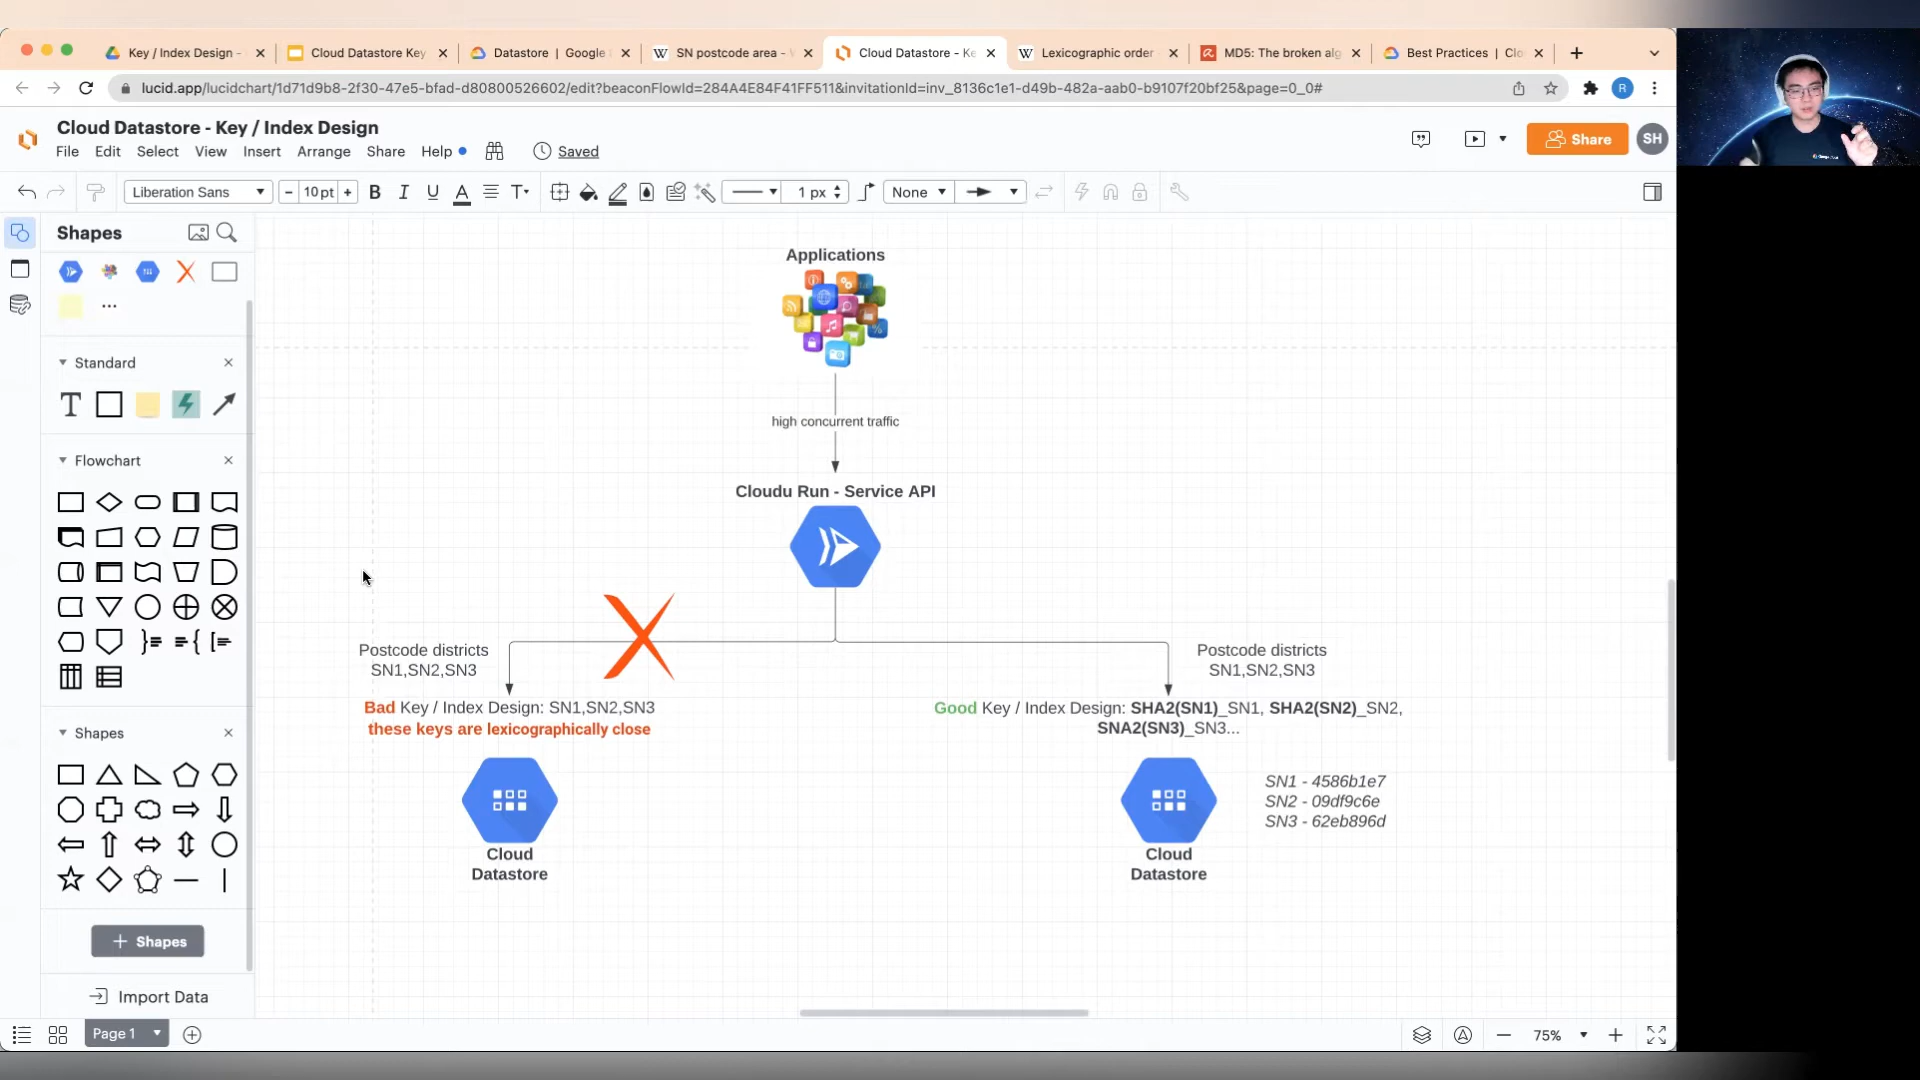 Key / Index Design -
Cloud Datastore Key
Datastore | Google
SN postcode area -
Cloud Datastore - Ke
Lexicographic order
MD5: The broken alg
Best Practices | Clo
lucid.app/lucidchart/1d71d9b8-2f30-47e5-bfad-d80800526602/edit?beaconFlowId=284A4E84F41FF511&invitationId=inv_8136c1e1-d49b-482a-aab0-b9107f20bf25&page=0_0#
R
Cloud Datastore - Key / Index Design
File Edit Select View Insert Arrange Share Help Saved
Share
SH
Liberation Sans
10 pt
B I U A T
1 px
None
Shapes
Standard
T
Flowchart
Shapes
+ Shapes
Import Data
Applications
high concurrent traffic
Cloudu Run - Service API
Postcode districts
SN1,SN2,SN3
Bad Key / Index Design: SN1,SN2,SN3
these keys are lexicographically close
Cloud
Datastore
Postcode districts
SN1,SN2,SN3
Good Key / Index Design: SHA2(SN1)_SN1, SHA2(SN2)_SN2,
SNA2(SN3)_SN3...
SN1 - 4586b1e7
SN2 - 09df9c6e
SN3 - 62eb896d
Cloud
Datastore
Page 1
75%